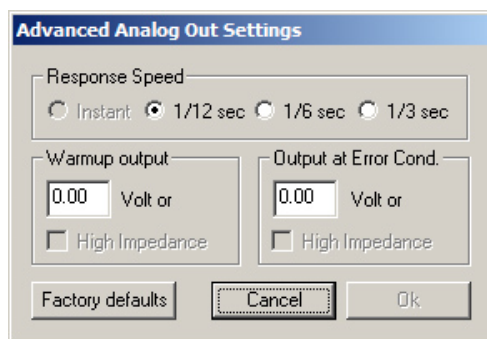 Advanced Analog Out Settings
Response Speed
Instant 1/12 sec 1/6 sec 1/3 sec
Warmup output
0.00 Volt or
High Impedance
Output at Error Cond.
0.00 Volt or
High Impedance
Factory defaults Cancel Ok